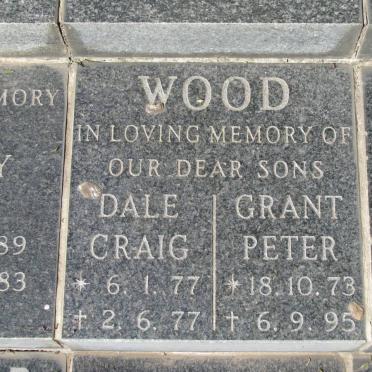 WOOD
IN LOVING MEMORY OF
OUR DEAR SONS
DALE
CRAIG
* 6. 1. 77
† 2. 6. 77
GRANT
PETER
* 18. 10. 73
† 6. 9. 95
MORY
Y
89
83